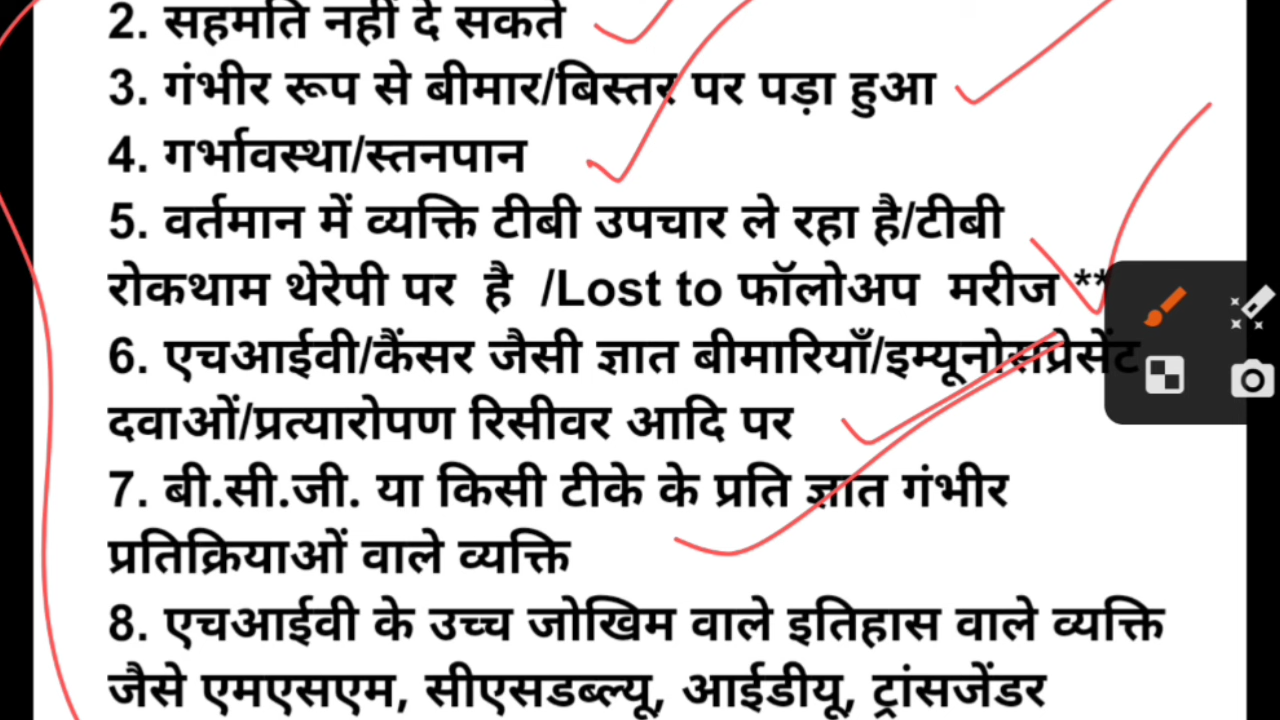 2. सहमति नहीं दे सकते
3. गंभीर रूप से बीमार/बिस्तर पर पड़ा हुआ
4. गर्भावस्था/स्तनपान
5. वर्तमान में व्यक्ति टीबी उपचार ले रहा है/टीबी
रोकथाम थेरेपी पर है /Lost to फॉलोअप मरीज **
6. एचआईवी/कैंसर जैसी ज्ञात बीमारियाँ/इम्यूनोसप्रेसेंट
दवाओं/प्रत्यारोपण रिसीवर आदि पर
7. बी.सी.जी. या किसी टीके के प्रति ज्ञात गंभीर
प्रतिक्रियाओं वाले व्यक्ति
8. एचआईवी के उच्च जोखिम वाले इतिहास वाले व्यक्ति
जैसे एमएसएम, सीएसडब्ल्यू, आईडीयू, ट्रांसजेंडर